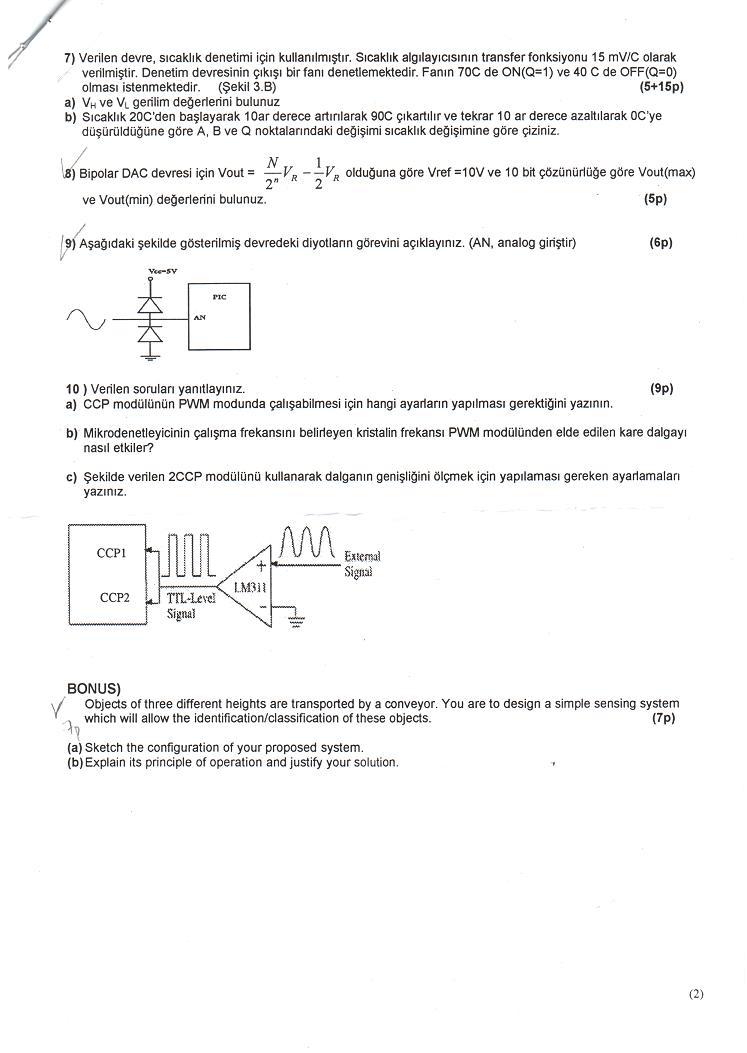 7) Verilen devre, sıcaklık denetimi için kullanılmıştır. Sıcaklık algılayıcısının transfer fonksiyonu 15 mV/C olarak
verilmiştir. Denetim devresinin çıkışı bir fanı denetlemektedir. Fanın 70C de ON(Q=1) ve 40 C de OFF(Q=0)
olması istenmektedir. (Şekil 3.B) (5+15p)
a) VH ve VL gerilim değerlerini bulunuz
b) Sıcaklık 20C'den başlayarak 10ar derece artırılarak 90C çıkartılır ve tekrar 10 ar derece azaltılarak 0C'ye
düşürüldüğüne göre A, B ve Q noktalarındaki değişimi sıcaklık değişimine göre çiziniz.
8) Bipolar DAC devresi için Vout = N/2^n V_R − 1/2 V_R olduğuna göre Vref =10V ve 10 bit çözünürlüğe göre Vout(max)
ve Vout(min) değerlerini bulunuz. (5p)
9) Aşağıdaki şekilde gösterilmiş devredeki diyotların görevini açıklayınız. (AN, analog giriştir) (6p)
Vcc=5V
PIC
AN
10 ) Verilen soruları yanıtlayınız. (9p)
a) CCP modülünün PWM modunda çalışabilmesi için hangi ayarların yapılması gerektiğini yazının.
b) Mikrodenetleyicinin çalışma frekansını belirleyen kristalin frekansı PWM modülünden elde edilen kare dalgayı
nasıl etkiler?
c) Şekilde verilen 2CCP modülünü kullanarak dalganın genişliğini ölçmek için yapılaması gereken ayarlamaları
yazınız.
CCP1
CCP2
TTL-Level
Signal
+
LM311
−
External
Signal
BONUS)
Objects of three different heights are transported by a conveyor. You are to design a simple sensing system
which will allow the identification/classification of these objects. (7p)
(a) Sketch the configuration of your proposed system.
(b) Explain its principle of operation and justify your solution.
(2)